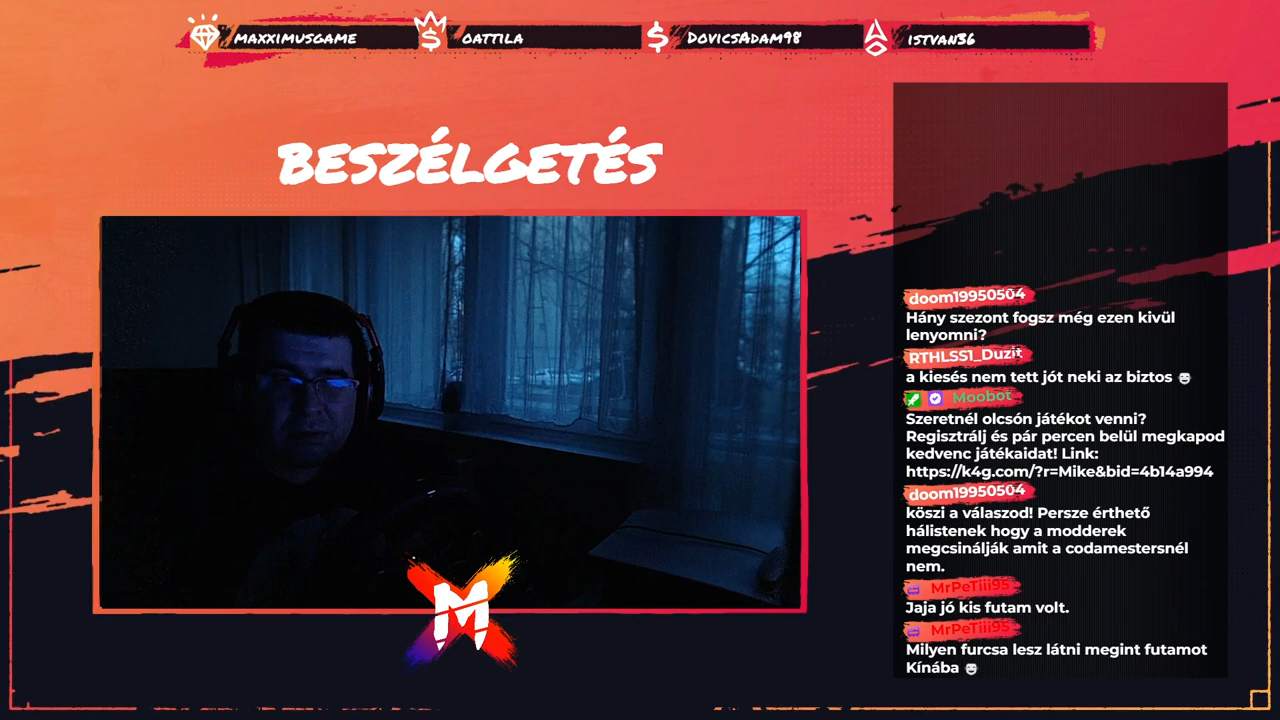 MAXXIMUSGAME
OATTILA
DOVICSADAM98
ISTVAN36
BESZÉLGETÉS
doom19950504
Hány szezont fogsz még ezen kivül
lenyomni?
RTHLSS1_Duzit
a kiesés nem tett jót neki az biztos
Moobot
Szeretnél olcsón játékot venni?
Regisztrálj és pár percen belül megkapod
kedvenc játékaidat! Link:
https://k4g.com/?r=Mike&bid=4b14a994
doom19950504
köszi a válaszod! Persze érthető
hálistenek hogy a modderek
megcsinálják amit a codamestersnél
nem.
MrPeTiii95
Jaja jó kis futam volt.
MrPeTiii95
Milyen furcsa lesz látni megint futamot
Kínába
M